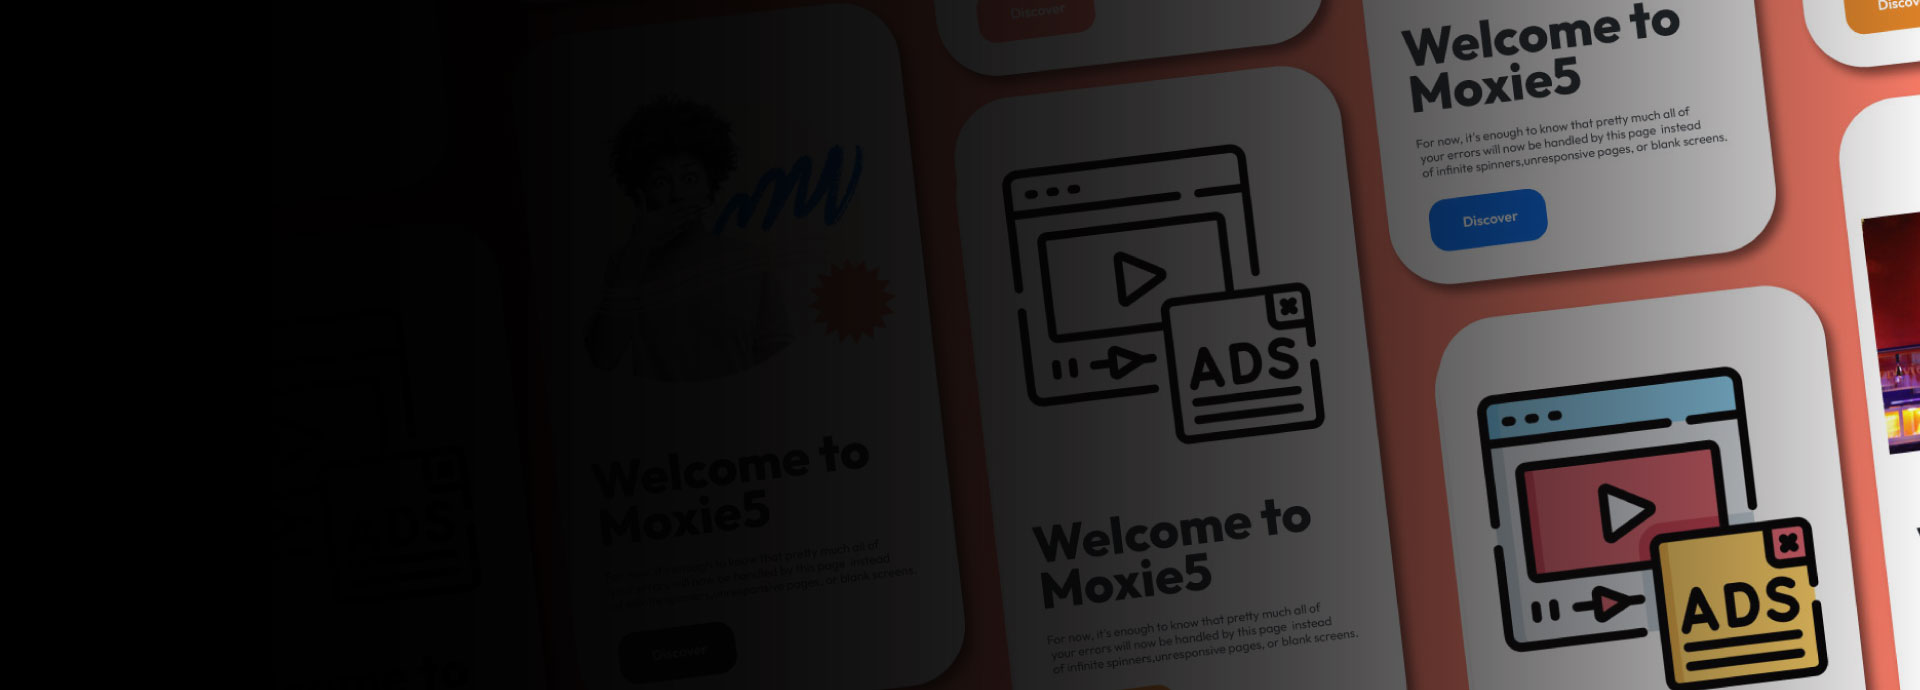 ADS
me to
Discover
Welcome to
Moxie5
For now, it's enough to know that pretty much all of
your errors will now be handled by this page instead
of infinite spinners,unresponsive pages, or blank screens.
Discover
ADS
Welcome to
Moxie5
For now, it's enough to know that pretty much all of
your errors will now be handled by this page instead
of infinite spinners,unresponsive pages, or blank screens.
Welcome to
Moxie5
For now, it's enough to know that pretty much all of
your errors will now be handled by this page instead
of infinite spinners,unresponsive pages, or blank screens.
Discover
ADS
Discov